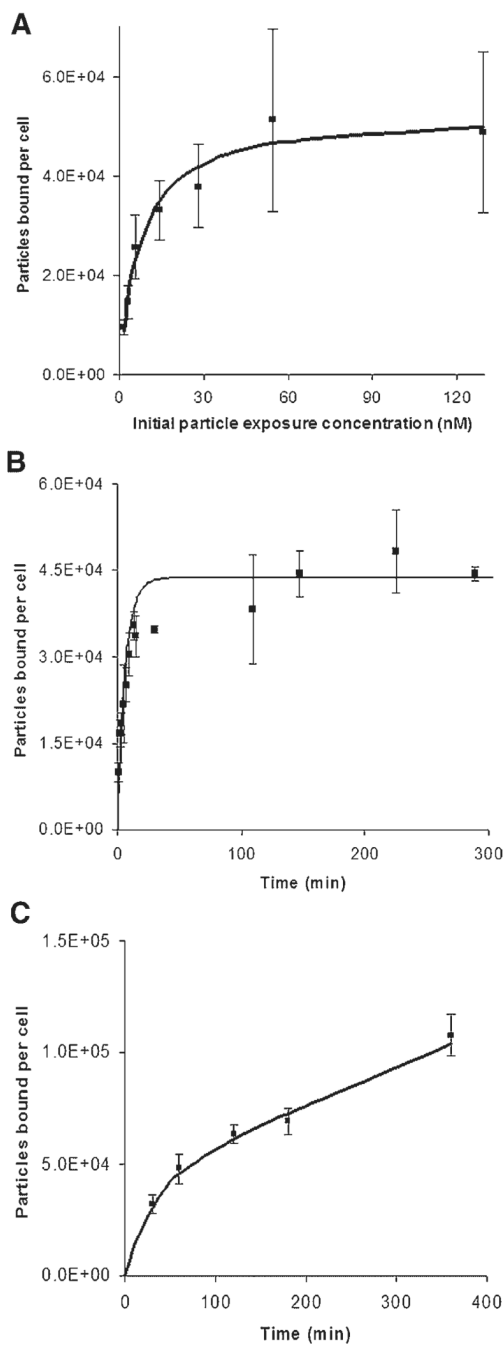 A
Particles bound per cell
6.0E+04
4.0E+04
2.0E+04
0.0E+00
0 30 60 90 120
Initial particle exposure concentration (nM)
B
Particles bound per cell
6.0E+04
4.5E+04
3.0E+04
1.5E+04
0.0E+00
0 100 200 300
Time (min)
C
Particles bound per cell
1.5E+05
1.0E+05
5.0E+04
0.0E+00
0 100 200 300 400
Time (min)